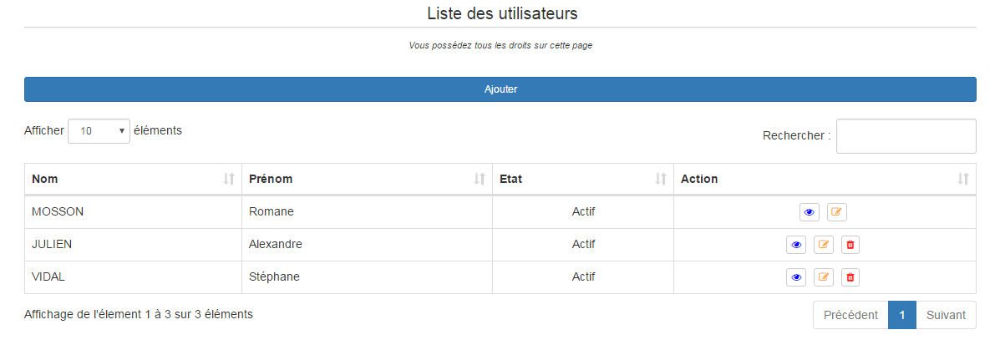 Liste des utilisateurs
Vous possédez tous les droits sur cette page
Ajouter
Afficher 10 éléments
Rechercher :
Nom Prénom Etat Action
MOSSON Romane Actif
JULIEN Alexandre Actif
VIDAL Stéphane Actif
Affichage de l'élement 1 à 3 sur 3 éléments
Précédent 1 Suivant